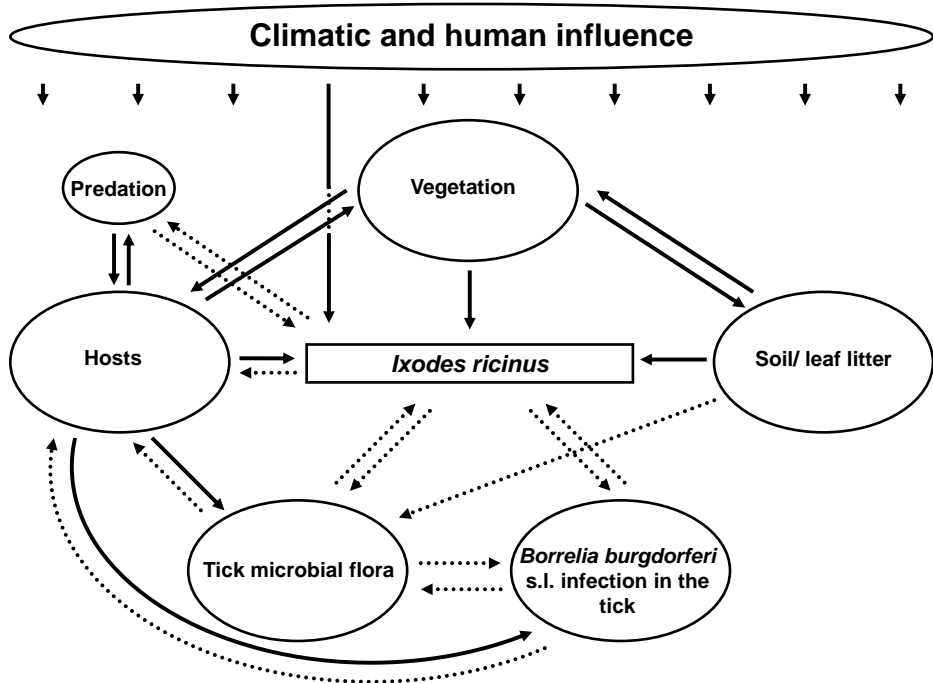 Climatic and human influence
Vegetation
Predation
Hosts
Ixodes ricinus
Soil/ leaf litter
Tick microbial flora
Borrelia burgdorferi
s.l. infection in the
tick